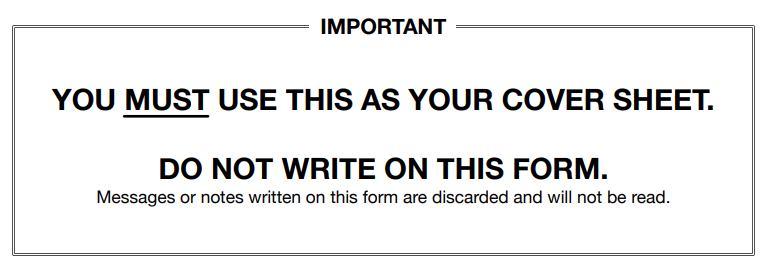 IMPORTANT
YOU MUST USE THIS AS YOUR COVER SHEET.
DO NOT WRITE ON THIS FORM.
Messages or notes written on this form are discarded and will not be read.